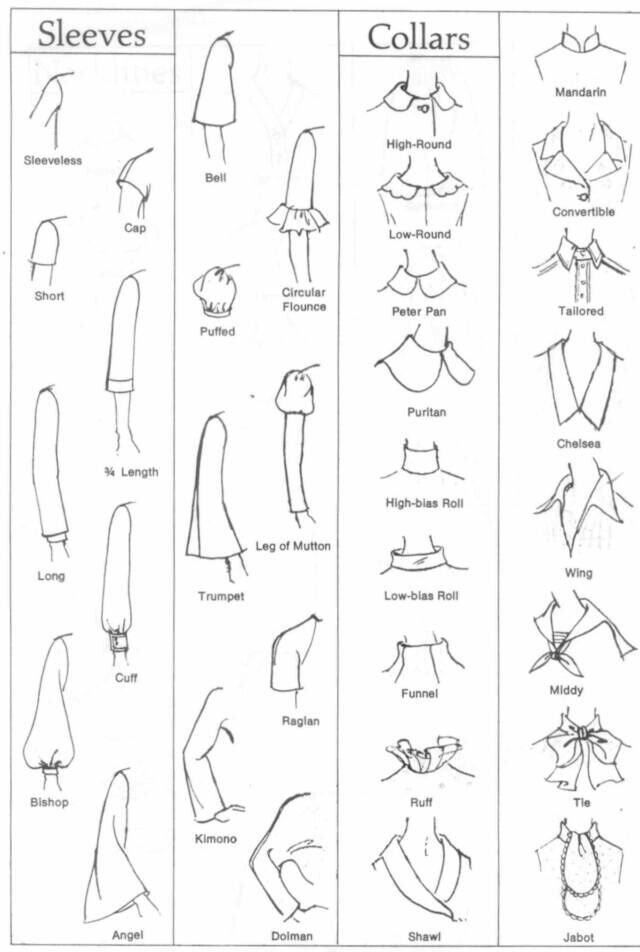 Sleeves
Sleeveless
Cap
Short
¾ Length
Long
Cuff
Bishop
Angel
Bell
Circular
Flounce
Puffed
Leg of Mutton
Trumpet
Raglan
Kimono
Dolman
Collars
High-Round
Low-Round
Peter Pan
Puritan
High-bias Roll
Low-bias Roll
Funnel
Ruff
Shawl
Mandarin
Convertible
Tailored
Chelsea
Wing
Middy
Tie
Jabot